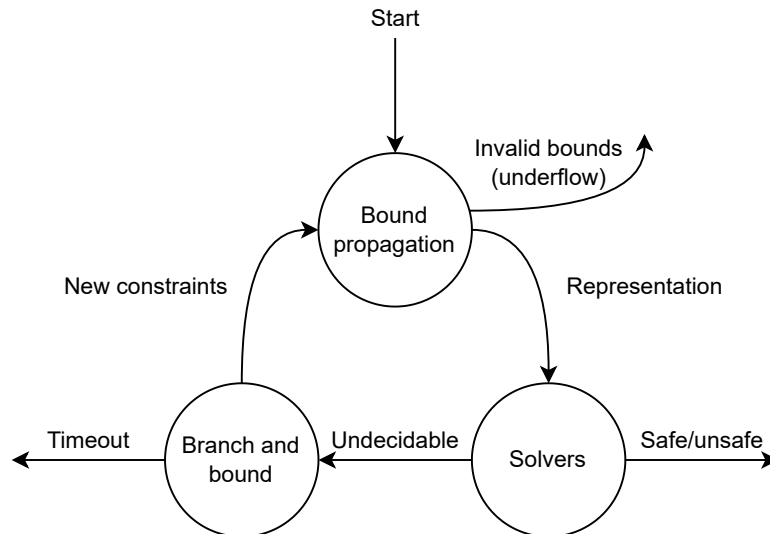 Start
Invalid bounds
(underflow)
Bound
propagation
New constraints
Representation
Timeout
Branch and
bound
Undecidable
Solvers
Safe/unsafe